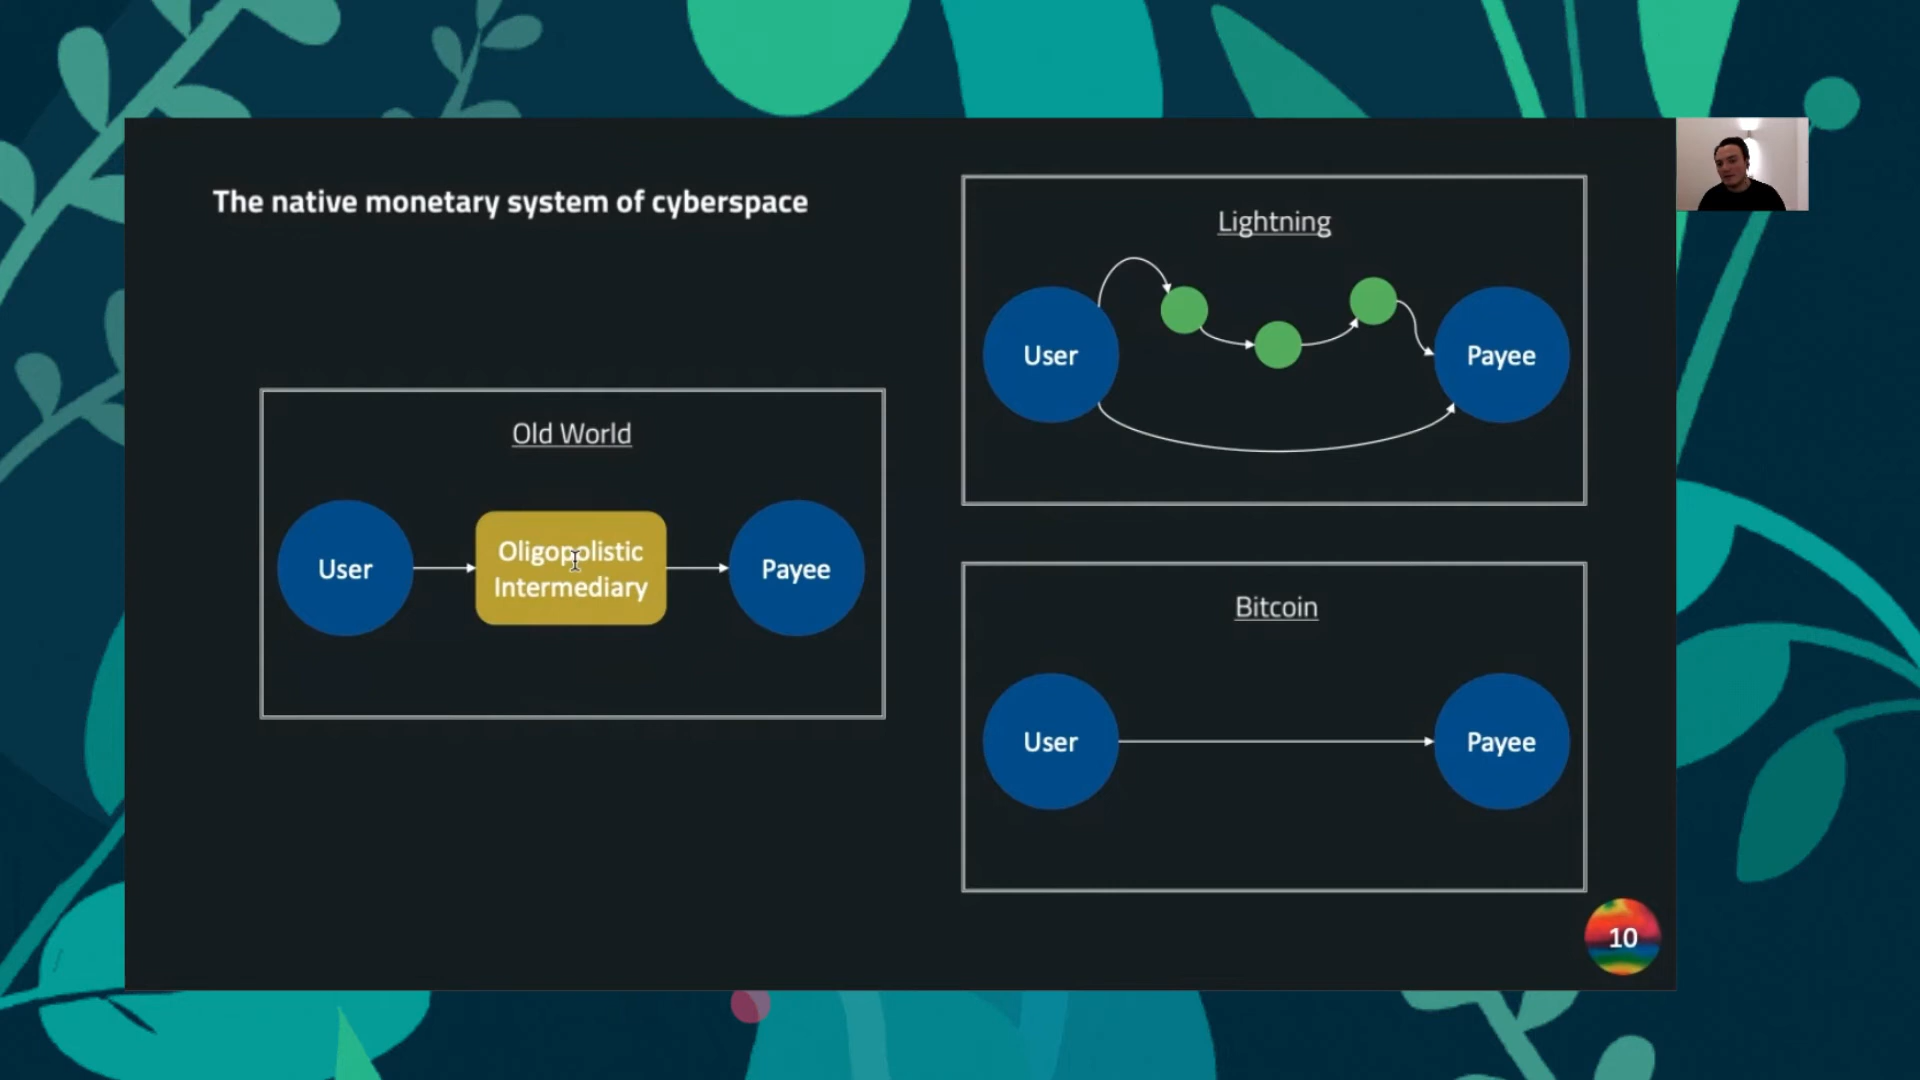 The native monetary system of cyberspace
Old World
User
Oligopolistic
Intermediary
Payee
Lightning
User
Payee
Bitcoin
User
Payee
10